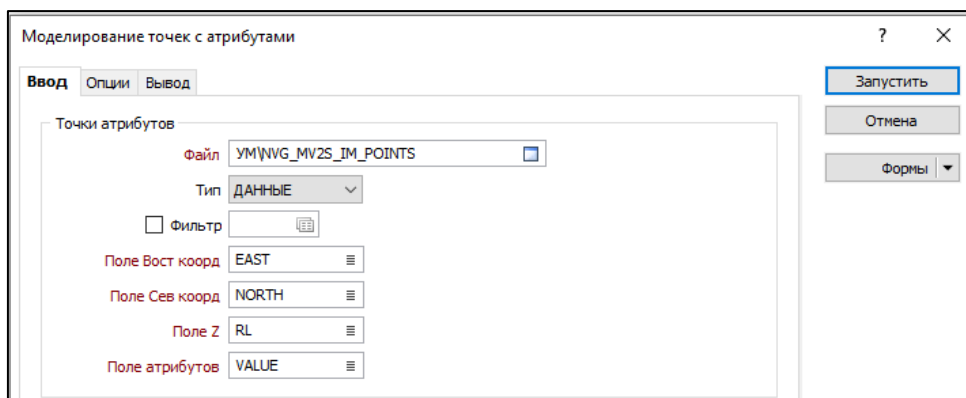 Моделирование точек с атрибутами ? ×
Ввод Опции Вывод
Запустить
Отмена
Формы
Точки атрибутов
Файл УМ\NVG_MV2S_IM_POINTS
Тип ДАННЫЕ
Фильтр
Поле Вост коорд EAST
Поле Сев коорд NORTH
Поле Z RL
Поле атрибутов VALUE